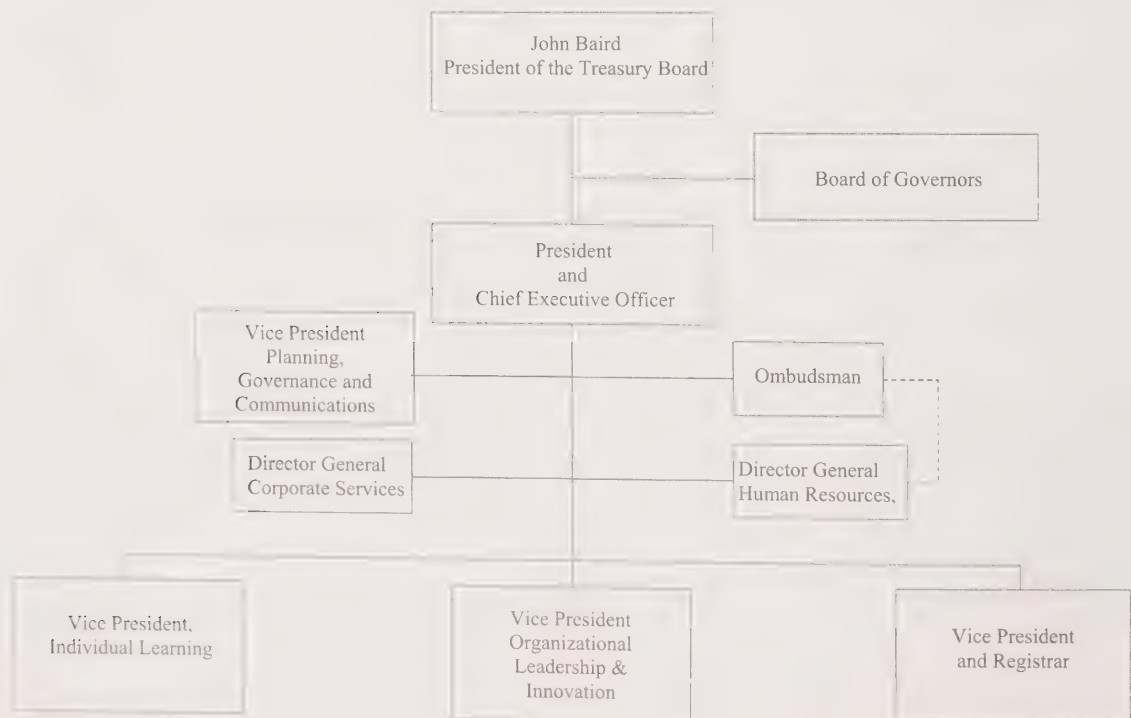 John Baird
President of the Treasury Board
Board of Governors
President
and
Chief Executive Officer
Vice President
Planning,
Governance and
Communications
Ombudsman
Director General
Corporate Services
Director General
Human Resources,
Vice President,
Individual Learning
Vice President
Organizational
Leadership &
Innovation
Vice President
and Registrar